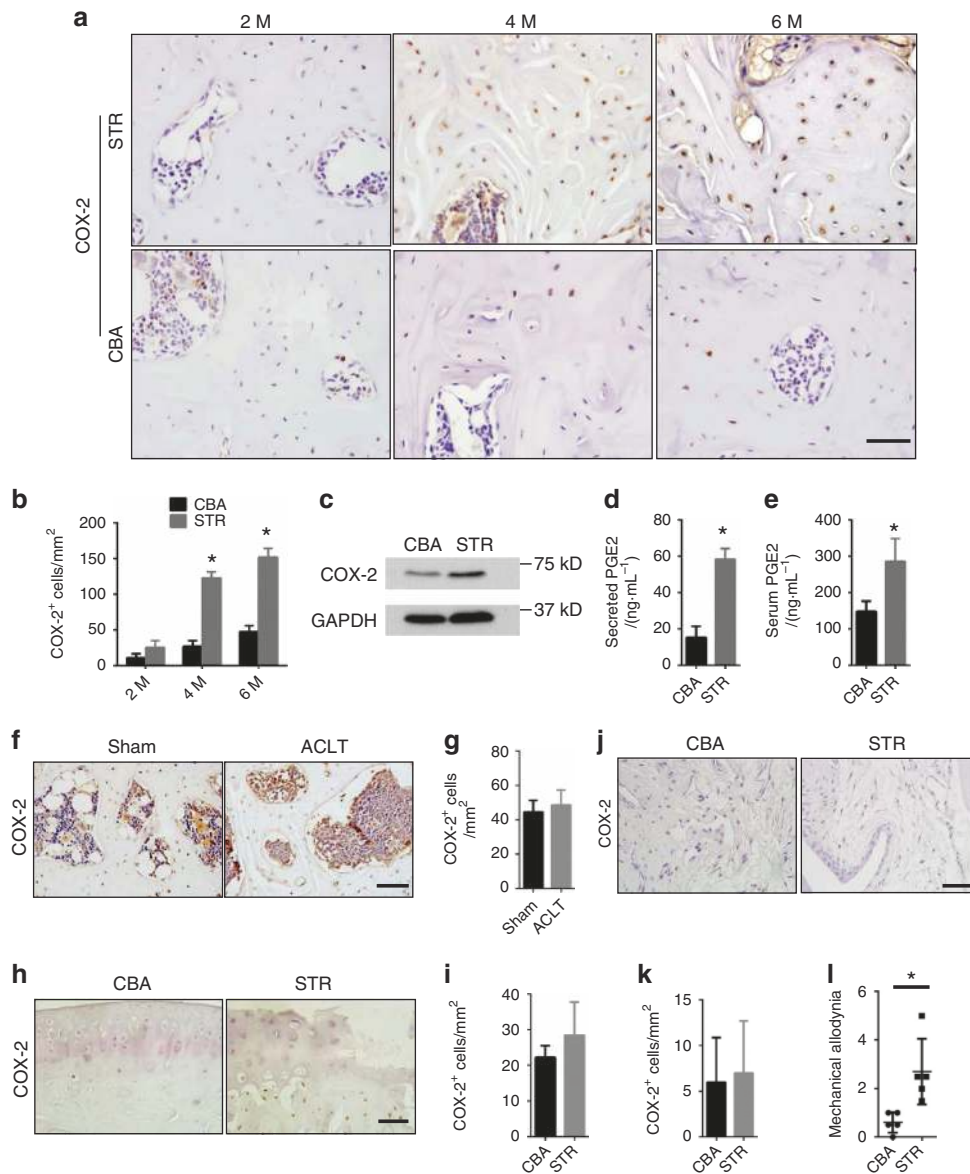 a
2 M 4 M 6 M
COX-2
STR
CBA
b
COX-2⁺ cells/mm²
CBA
STR
200
150
100
50
0
*
*
2 M 4 M 6 M
c
CBA STR
COX-2
GAPDH
75 kD
37 kD
d
Secreted PGE2
/(ng·mL⁻¹)
80
60
40
20
0
*
CBA STR
e
Serum PGE2
/(ng·mL⁻¹)
400
300
200
100
0
*
CBA STR
f
Sham ACLT
COX-2
g
COX-2⁺ cells
/mm²
80
60
40
20
0
Sham ACLT
j
CBA STR
COX-2
h
CBA STR
COX-2
i
COX-2⁺ cells/mm²
40
30
20
10
0
CBA STR
k
COX-2⁺ cells/mm²
15
10
5
0
CBA STR
l
Mechanical allodynia
6
4
2
0
*
CBA STR